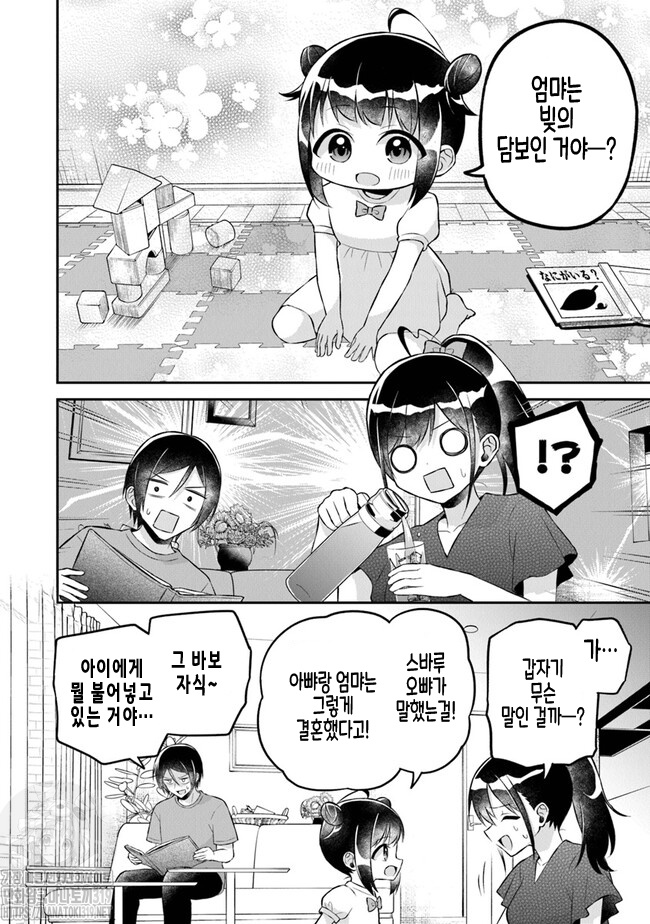 엄먀는
빚의
담보인 거야―?
なにがいる?
!?
가…
갑자기
무슨
말인 걸까―?
스바루
오빠가
말했는걸!
아빠랑 엄먀는
그렇게
결혼했다고!
그 바보
자식~
아이에게
뭘 불어넣고
있는 거야…